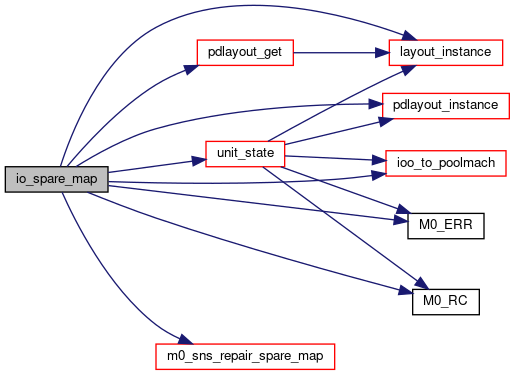 pdlayout_get
layout_instance
pdlayout_instance
unit_state
ioo_to_poolmach
io_spare_map
M0_ERR
M0_RC
m0_sns_repair_spare_map